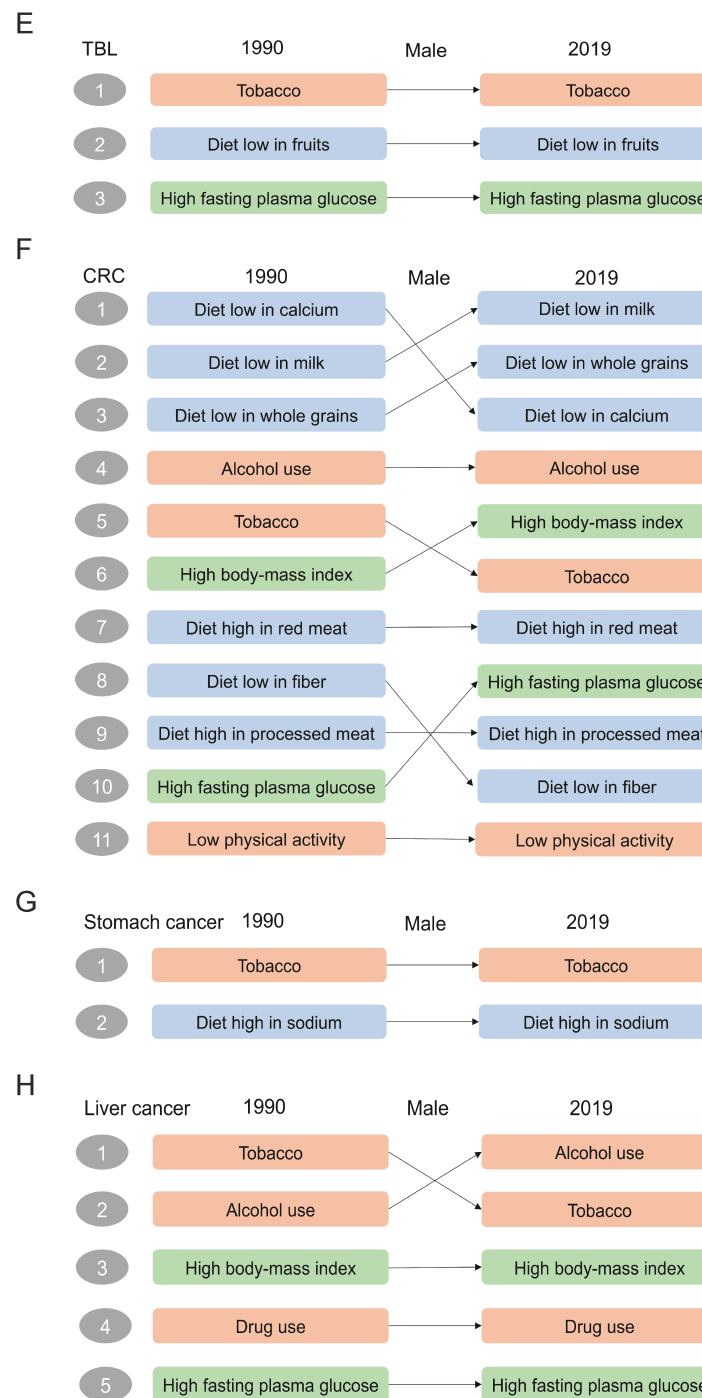 E
TBL 1990 Male 2019
1 Tobacco Tobacco
2 Diet low in fruits Diet low in fruits
3 High fasting plasma glucose High fasting plasma glucose
F
CRC 1990 Male 2019
1 Diet low in calcium Diet low in milk
2 Diet low in milk Diet low in whole grains
3 Diet low in whole grains Diet low in calcium
4 Alcohol use Alcohol use
5 Tobacco High body-mass index
6 High body-mass index Tobacco
7 Diet high in red meat Diet high in red meat
8 Diet low in fiber High fasting plasma glucose
9 Diet high in processed meat Diet high in processed meat
10 High fasting plasma glucose Diet low in fiber
11 Low physical activity Low physical activity
G
Stomach cancer 1990 Male 2019
1 Tobacco Tobacco
2 Diet high in sodium Diet high in sodium
H
Liver cancer 1990 Male 2019
1 Tobacco Alcohol use
2 Alcohol use Tobacco
3 High body-mass index High body-mass index
4 Drug use Drug use
5 High fasting plasma glucose High fasting plasma glucose